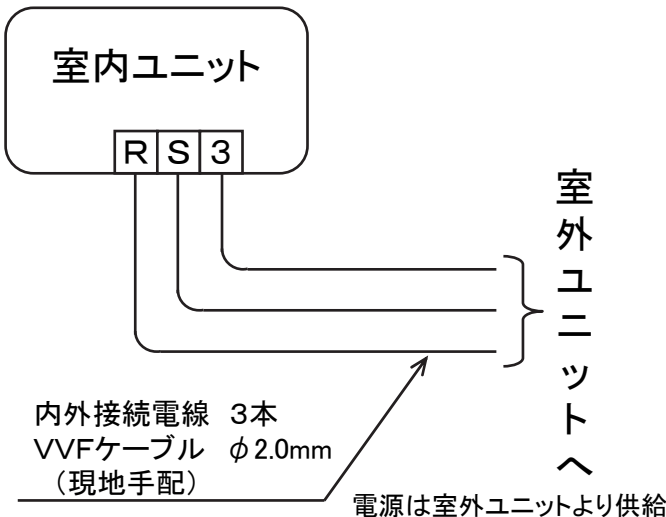 室内ユニット
R S 3
室外ユニットへ
内外接続電線 3本
VVFケーブル φ2.0mm
（現地手配）
電源は室外ユニットより供給